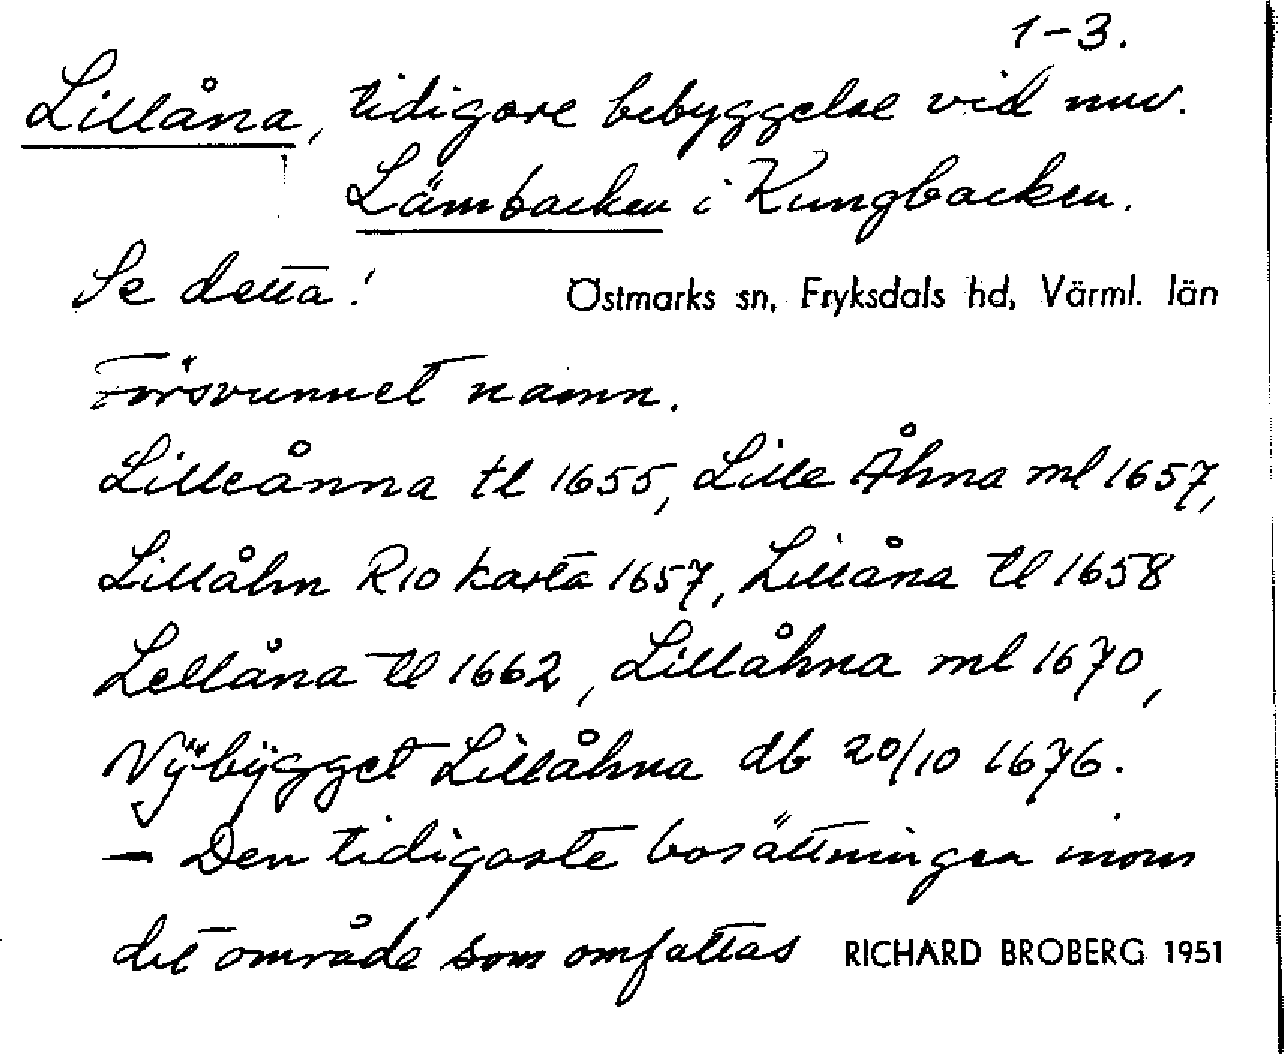 1-3.
Lillåna, tidigare bebyggelse vid nuv.
Lämbacken i Kungbacken.
Se detta!
Östmarks sn, Fryksdals hd, Värml. län
Försvunnet namn.
Lilleånna tl 1655, Lille Åhna ml 1657,
Lillåhn R10 karta 1657, Lillåna tl 1658
Lellåna tl 1662, Lillåhna ml 1670,
Nÿbÿgget Lillåhna db 20/10 1676.
– Den tidigaste bosättningen inom
det område som omfattas
RICHARD BROBERG 1951